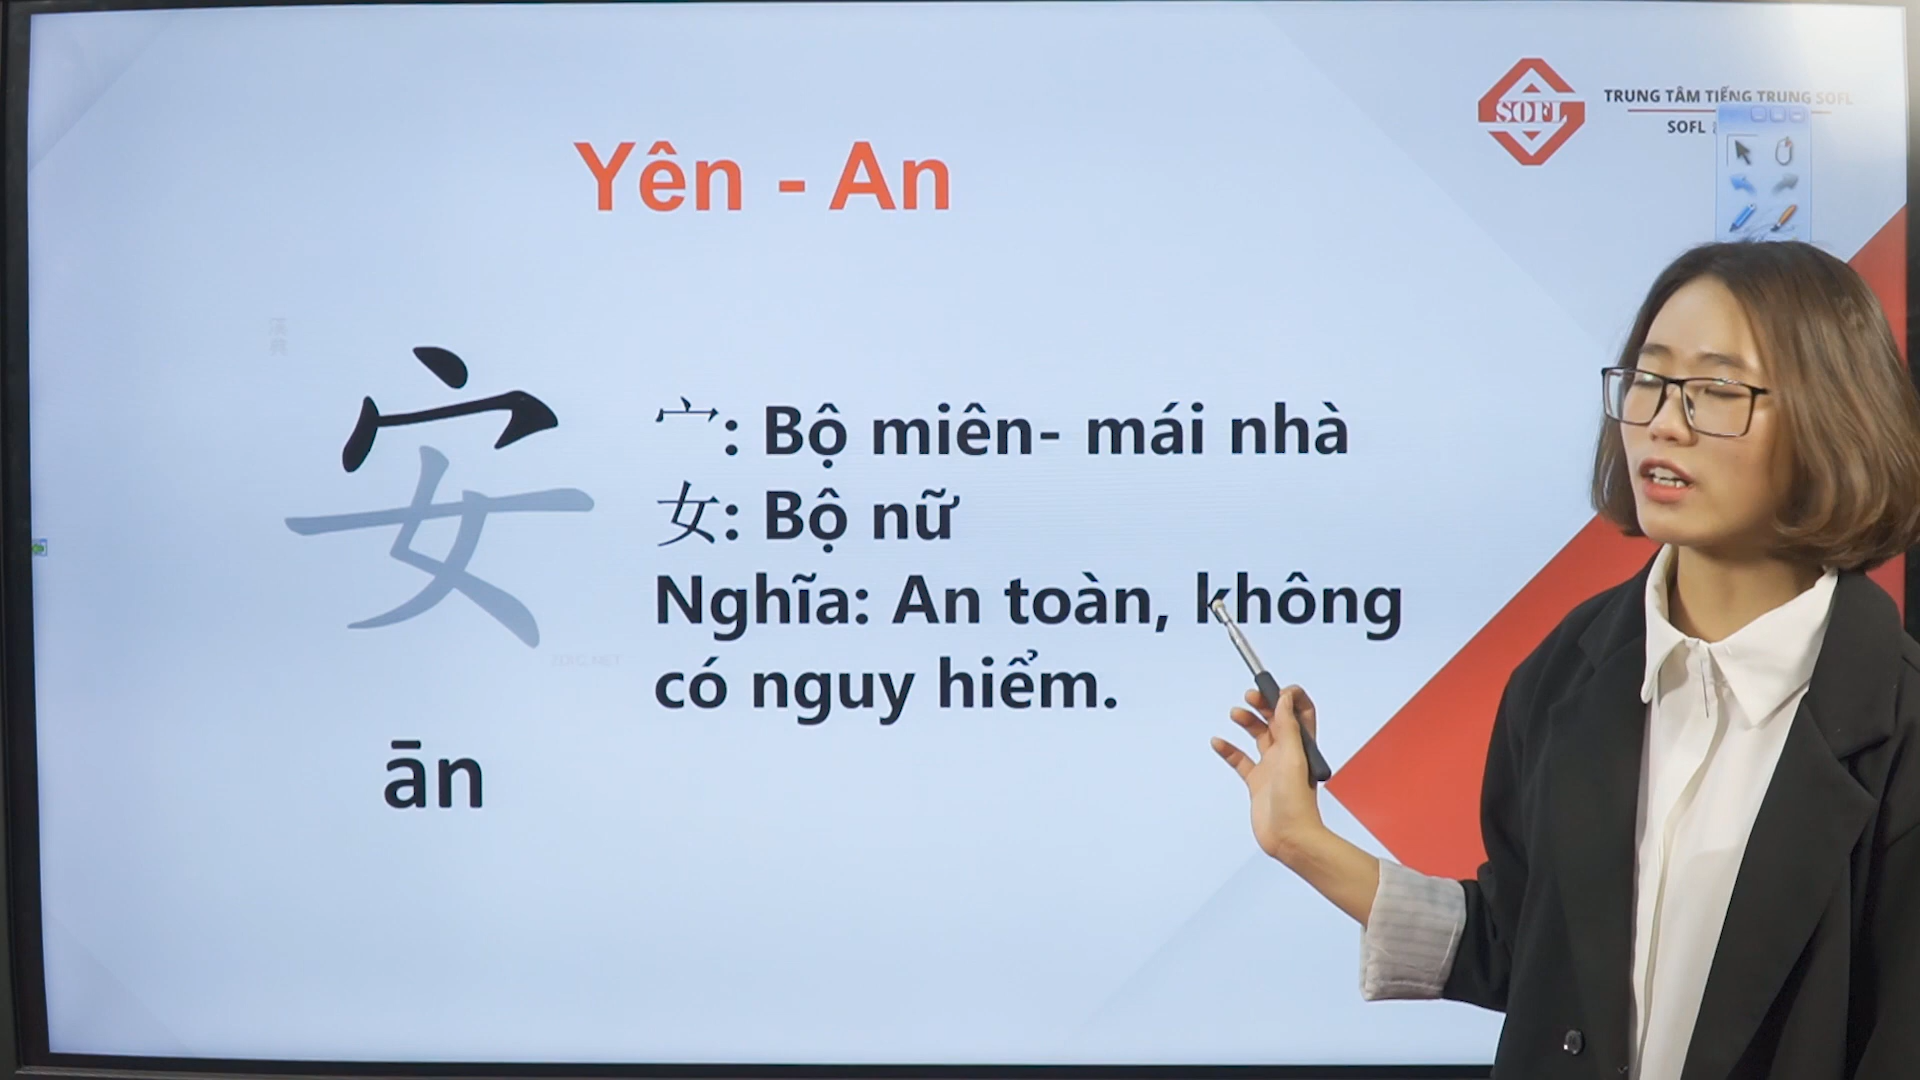 Yên - An
SOFL
TRUNG TÂM TIẾNG TRUNG SOFL
SOFL
安
宀: Bộ miên- mái nhà
女: Bộ nữ
Nghĩa: An toàn, không
có nguy hiểm.
ān